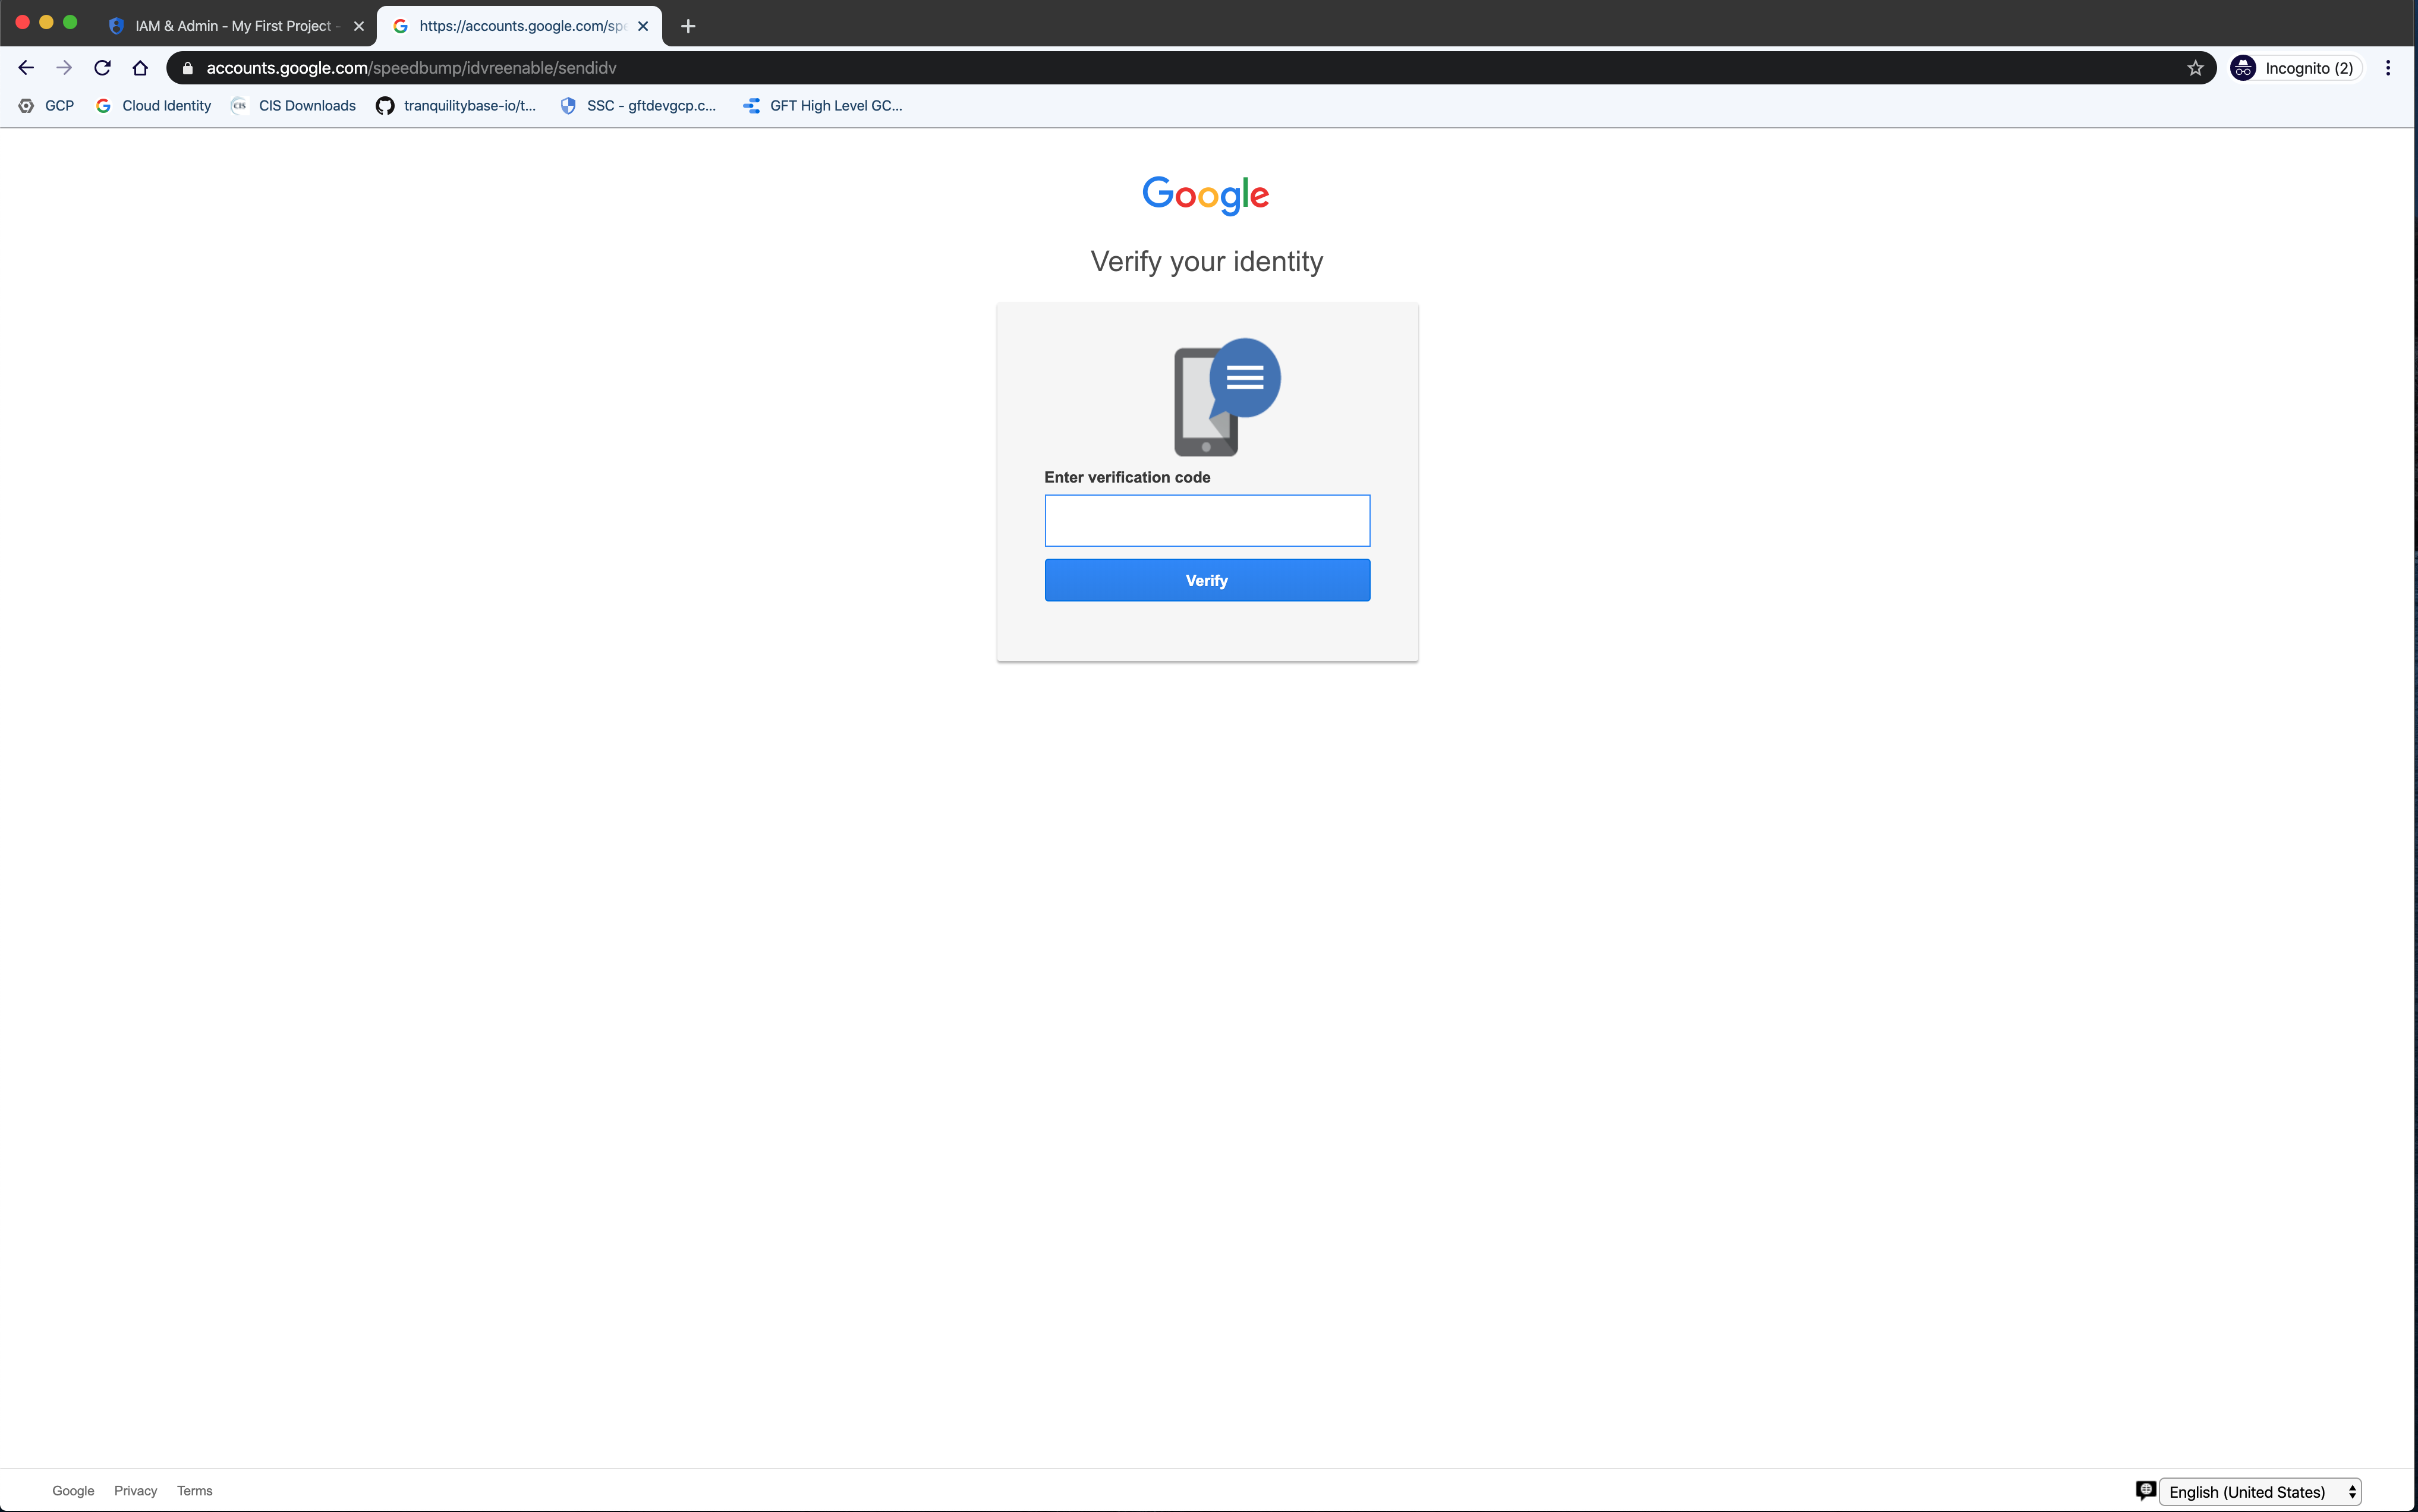 IAM & Admin - My First Project -
https://accounts.google.com/spe
accounts.google.com/speedbump/idvreenable/sendidv
Incognito (2)
GCP
Cloud Identity
CIS Downloads
tranquilitybase-io/t...
SSC - gftdevgcp.c...
GFT High Level GC...
Google
Verify your identity
Enter verification code
Verify
Google
Privacy
Terms
English (United States)